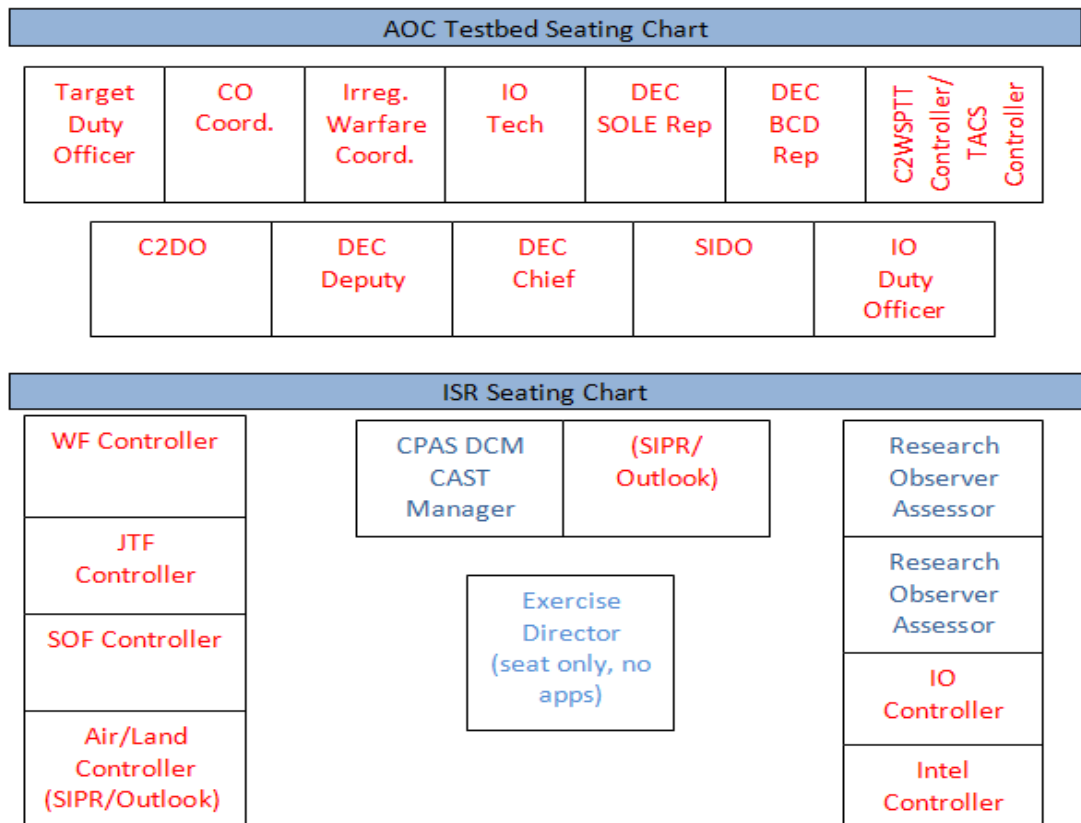 AOC Testbed Seating Chart
Target
Duty
Officer
CO
Coord.
Irreg.
Warfare
Coord.
IO
Tech
DEC
SOLE Rep
DEC
BCD
Rep
C2WSPTT
Controller/
TACS
Controller
C2DO
DEC
Deputy
DEC
Chief
SIDO
IO
Duty
Officer
ISR Seating Chart
WF Controller
JTF
Controller
SOF Controller
Air/Land
Controller
(SIPR/Outlook)
CPAS DCM
CAST
Manager
(SIPR/
Outlook)
Exercise
Director
(seat only, no
apps)
Research
Observer
Assessor
Research
Observer
Assessor
IO
Controller
Intel
Controller